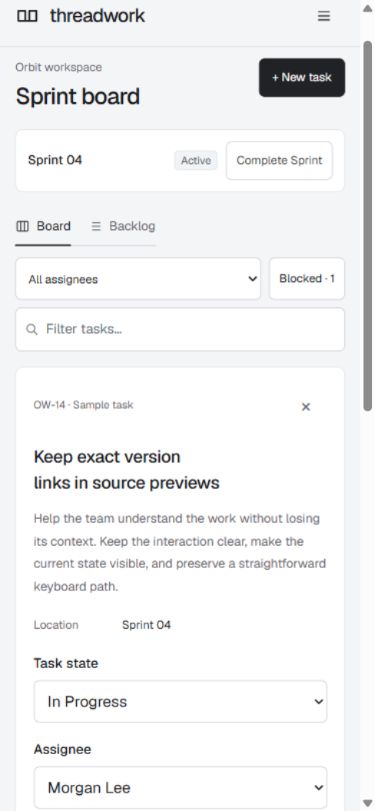 threadwork
Orbit workspace
Sprint board
+ New task
Sprint 04
Active
Complete Sprint
Board
Backlog
All assignees
Blocked · 1
Filter tasks...
OW-14 · Sample task
Keep exact version
links in source previews
Help the team understand the work without losing
its context. Keep the interaction clear, make the
current state visible, and preserve a straightforward
keyboard path.
Location
Sprint 04
Task state
In Progress
Assignee
Morgan Lee